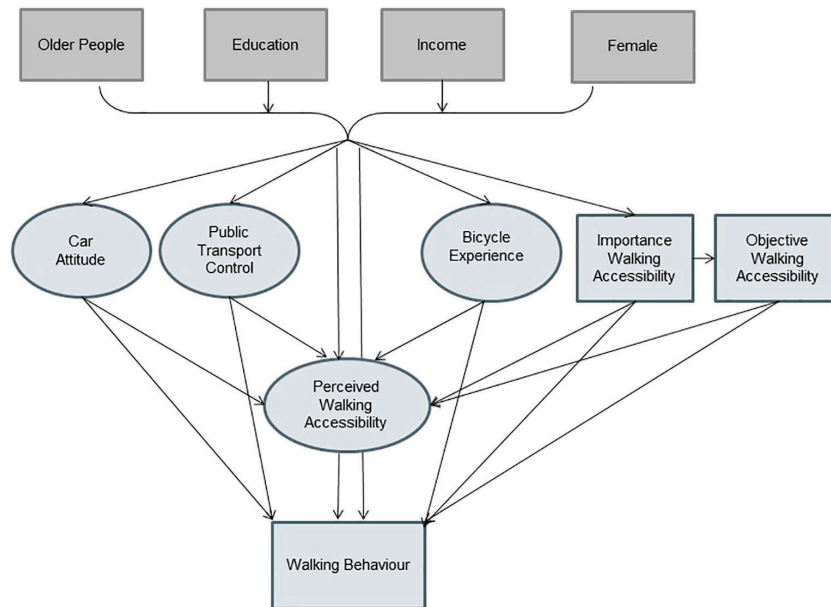 Older People
Education
Income
Female
Car
Attitude
Public
Transport
Control
Bicycle
Experience
Importance
Walking
Accessibility
Objective
Walking
Accessibility
Perceived
Walking
Accessibility
Walking Behaviour